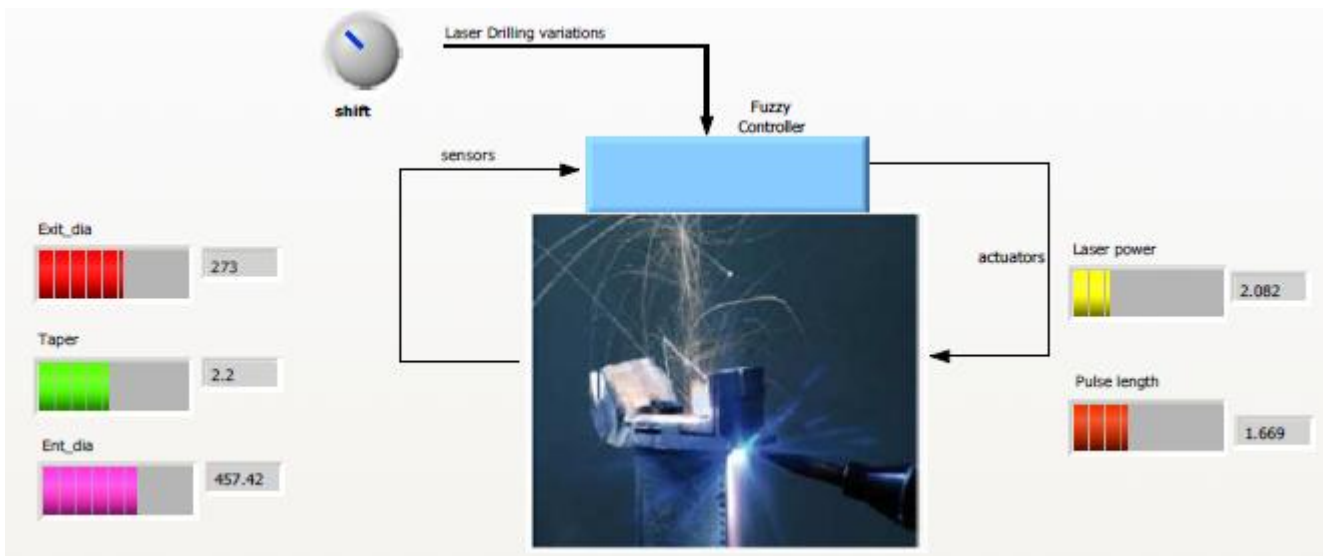 Laser Drilling variations
shift
Fuzzy
Controller
sensors
Exit_dia
273
actuators
Laser power
2.082
Taper
2.2
Pulse length
1.669
Ent_dia
457.42